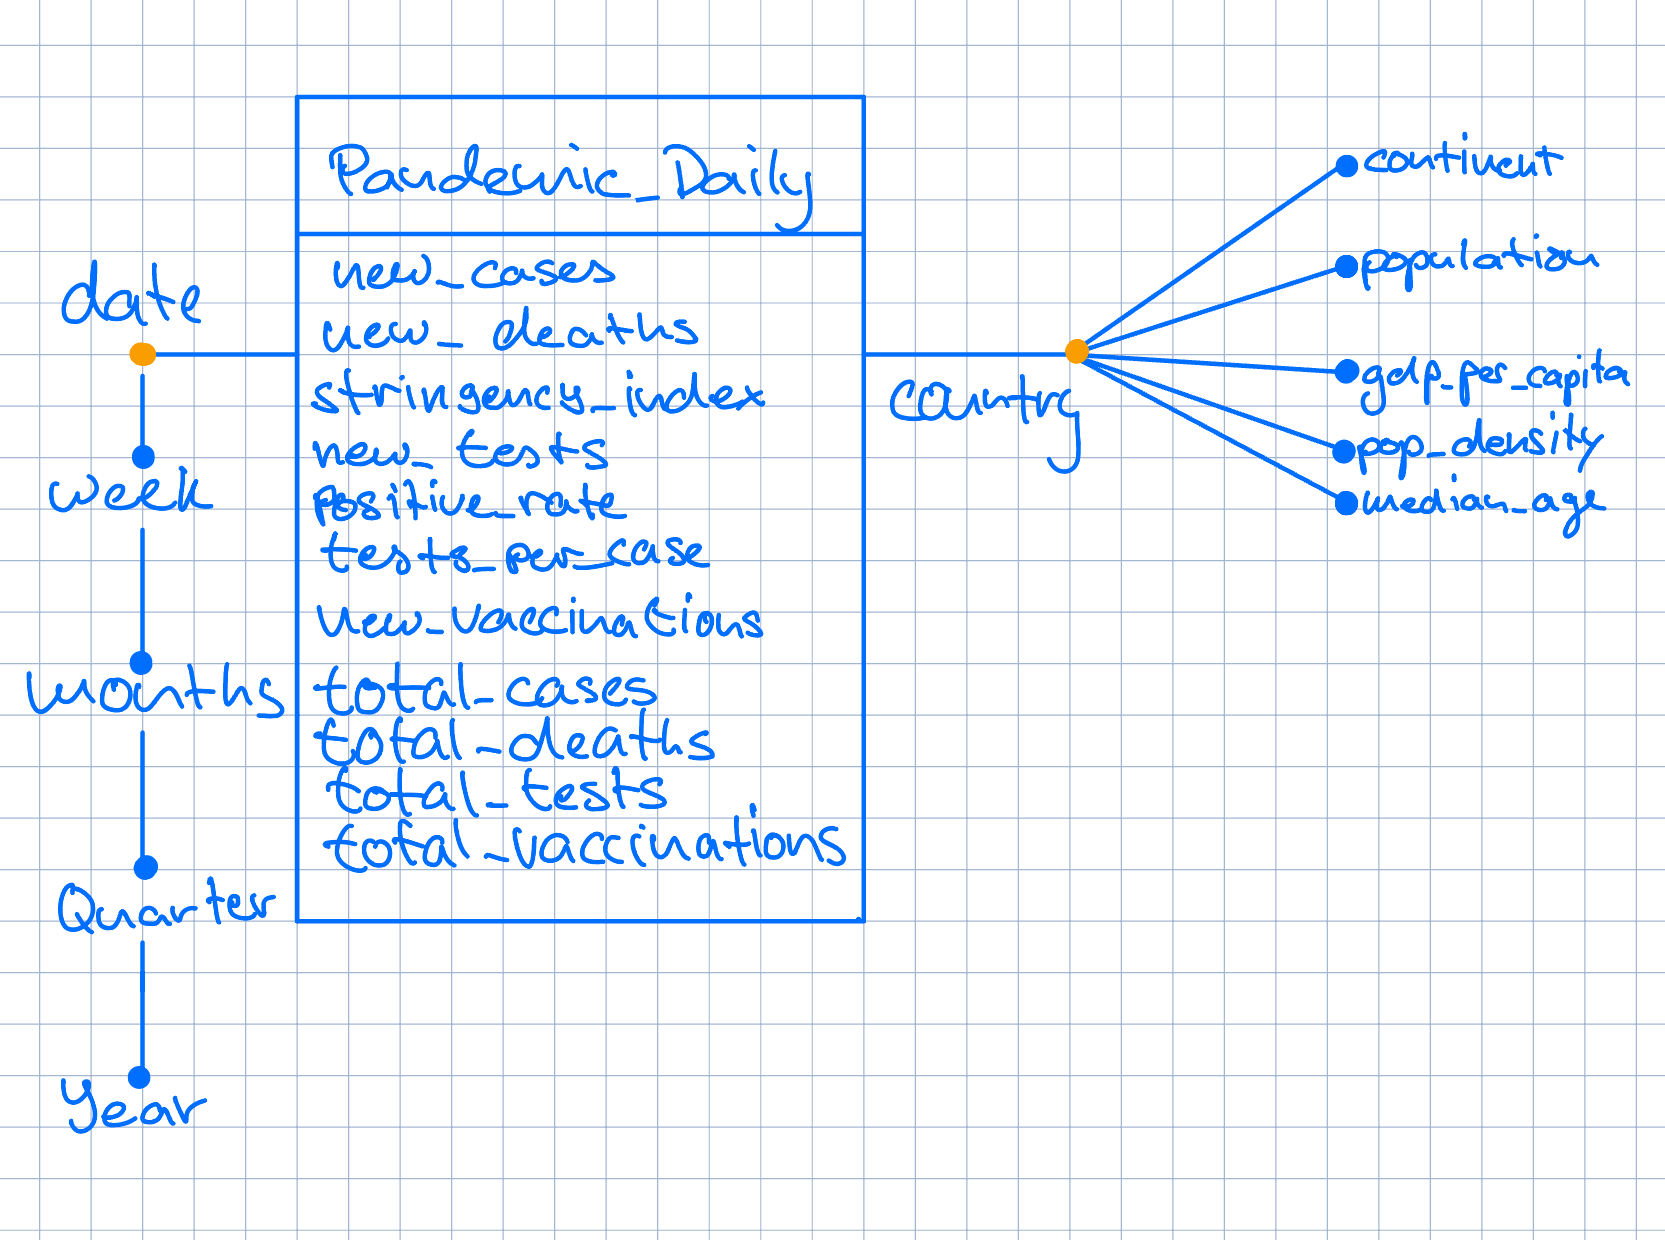 Pandemic_Daily
new_cases
new_deaths
stringency_index
new_tests
positive_rate
tests_per_case
new_vaccinations
total_cases
total_deaths
total_tests
total_vaccinations
date
week
months
Quarter
Year
country
continent
population
gdp_per_capita
pop_density
median_age